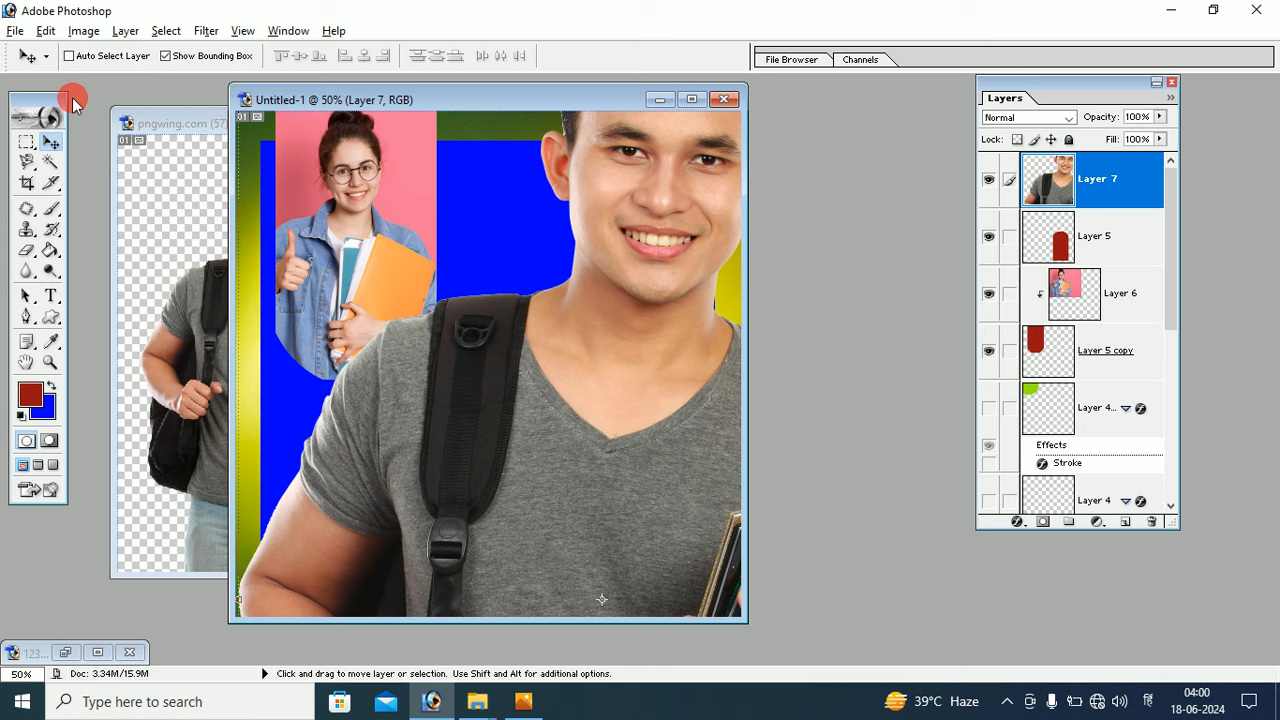 Adobe Photoshop
File Edit Image Layer Select Filter View Window Help
Auto Select Layer Show Bounding Box
File Browser Channels
pngwing.com (57)
Untitled-1 @ 50% (Layer 7, RGB)
01
01
Layers
Normal Opacity: 100%
Lock: Fill: 100%
Layer 7
Layer 5
Layer 6
Layer 5 copy
Layer 4...
Effects
Stroke
Layer 4
T
123...
50% Doc: 3.34M/15.9M Click and drag to move layer or selection. Use Shift and Alt for additional options.
Type here to search
39°C Haze
04:00
18-06-2024